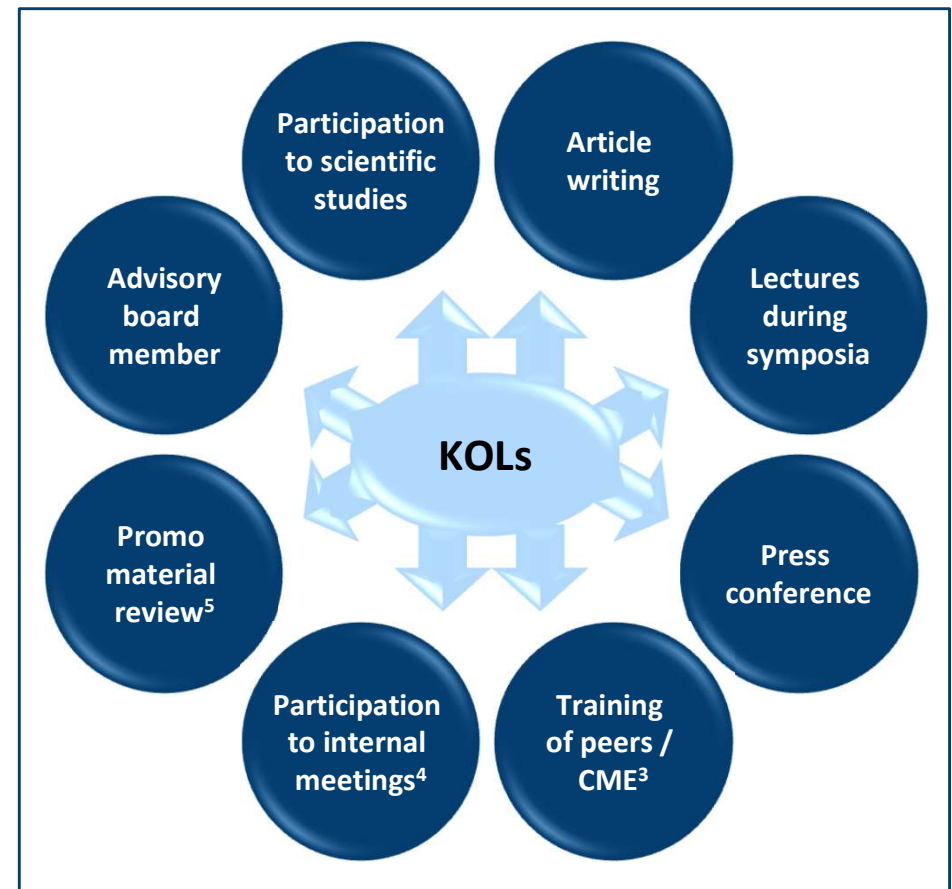 Participation
to scientific
studies
Article
writing
Advisory
board
member
Lectures
during
symposia
KOLs
Promo
material
review⁵
Press
conference
Participation
to internal
meetings⁴
Training
of peers /
CME³